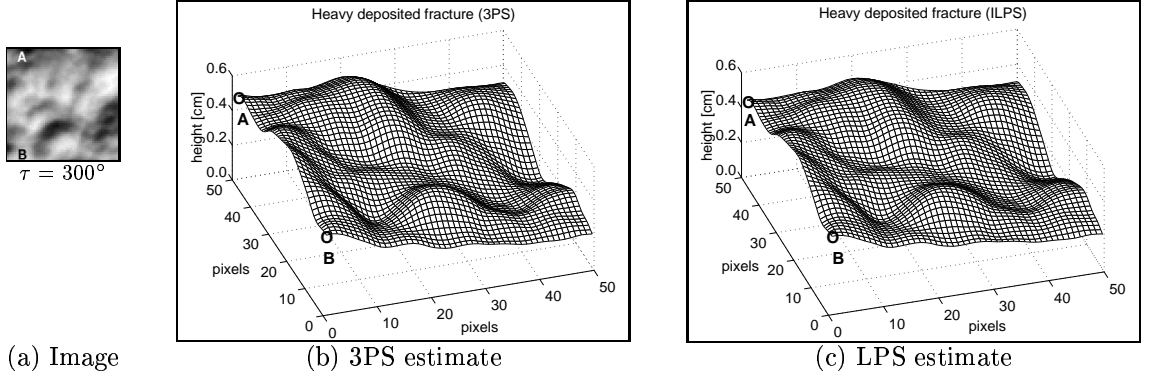 A
B
τ = 300°
(a) Image
Heavy deposited fracture (3PS)
0.6
0.4
0.2
0.0
height [cm]
A
B
50
40
30
20
10
0
pixels
0
10
20
30
40
50
pixels
(b) 3PS estimate
Heavy deposited fracture (ILPS)
0.6
0.4
0.2
0.0
height [cm]
A
B
50
40
30
20
10
0
pixels
0
10
20
30
40
50
pixels
(c) LPS estimate